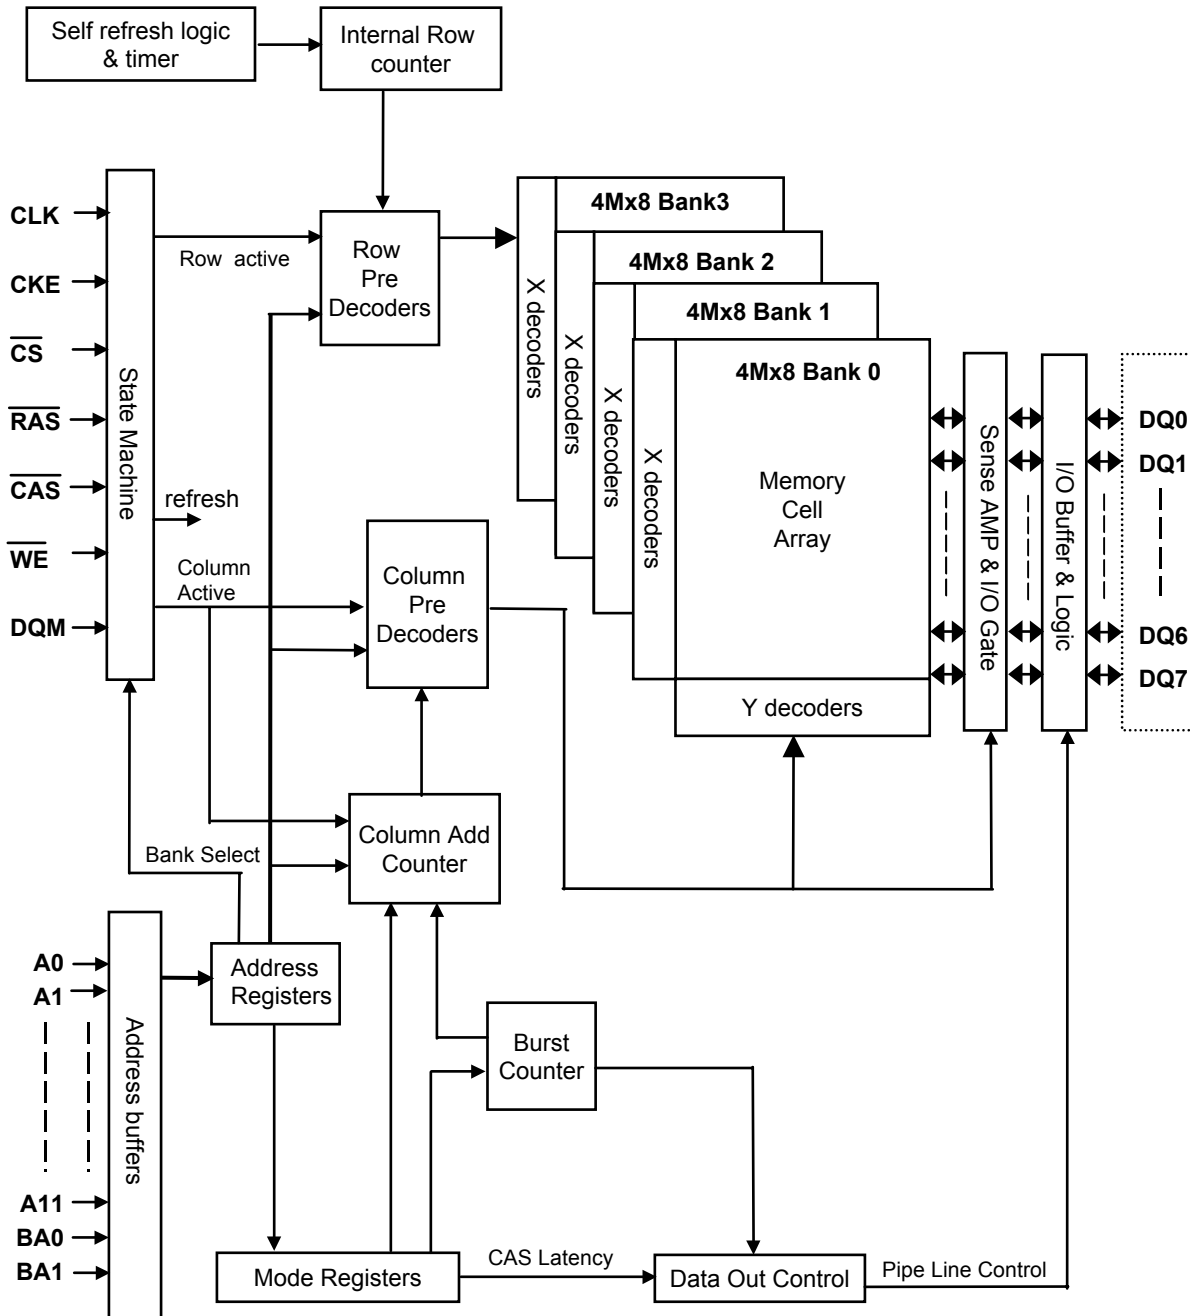 Self refresh logic
& timer
Internal Row
counter
CLK
CKE
CS
RAS
CAS
WE
DQM
State Machine
Row active
refresh
Column
Active
Row
Pre
Decoders
Column
Pre
Decoders
X decoders
X decoders
X decoders
X decoders
4Mx8 Bank3
4Mx8 Bank 2
4Mx8 Bank 1
4Mx8 Bank 0
Memory
Cell
Array
Y decoders
Sense AMP & I/O Gate
I/O Buffer & Logic
DQ0
DQ1
DQ6
DQ7
Bank Select
Column Add
Counter
A0
A1
A11
BA0
BA1
Address buffers
Address
Registers
Burst
Counter
Mode Registers
CAS Latency
Data Out Control
Pipe Line Control